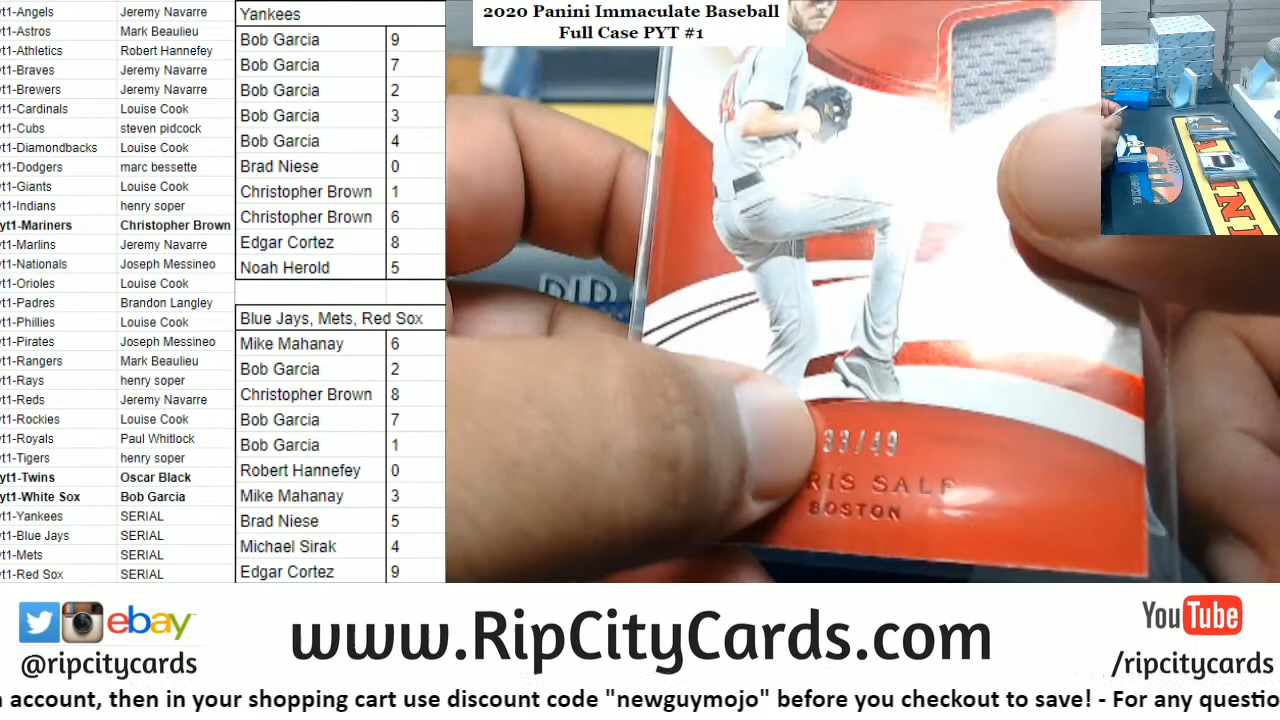 yt1-Angels Jeremy Navarre
yt1-Astros Mark Beaulieu
yt1-Athletics Robert Hannefey
yt1-Braves Jeremy Navarre
yt1-Brewers Jeremy Navarre
yt1-Cardinals Louise Cook
yt1-Cubs steven pidcock
yt1-Diamondbacks Louise Cook
yt1-Dodgers marc bessette
yt1-Giants Louise Cook
yt1-Indians henry soper
yt1-Mariners Christopher Brown
yt1-Marlins Jeremy Navarre
yt1-Nationals Joseph Messineo
yt1-Orioles Louise Cook
yt1-Padres Brandon Langley
yt1-Phillies Louise Cook
yt1-Pirates Joseph Messineo
yt1-Rangers Mark Beaulieu
yt1-Rays henry soper
yt1-Reds Jeremy Navarre
yt1-Rockies Louise Cook
yt1-Royals Paul Whitlock
yt1-Tigers henry soper
yt1-Twins Oscar Black
yt1-White Sox Bob Garcia
yt1-Yankees SERIAL
yt1-Blue Jays SERIAL
yt1-Mets SERIAL
yt1-Red Sox SERIAL
Yankees
Bob Garcia 9
Bob Garcia 7
Bob Garcia 2
Bob Garcia 3
Bob Garcia 4
Brad Niese 0
Christopher Brown 1
Christopher Brown 6
Edgar Cortez 8
Noah Herold 5
Blue Jays, Mets, Red Sox
Mike Mahanay 6
Bob Garcia 2
Christopher Brown 8
Bob Garcia 7
Bob Garcia 1
Robert Hannefey 0
Mike Mahanay 3
Brad Niese 5
Michael Sirak 4
Edgar Cortez 9
2020 Panini Immaculate Baseball
Full Case PYT #1
33/49
RIS SALE
BOSTON
ebay
@ripcitycards
www.RipCityCards.com
YouTube
/ripcitycards
account, then in your shopping cart use discount code "newguymojo" before you checkout to save! - For any questio